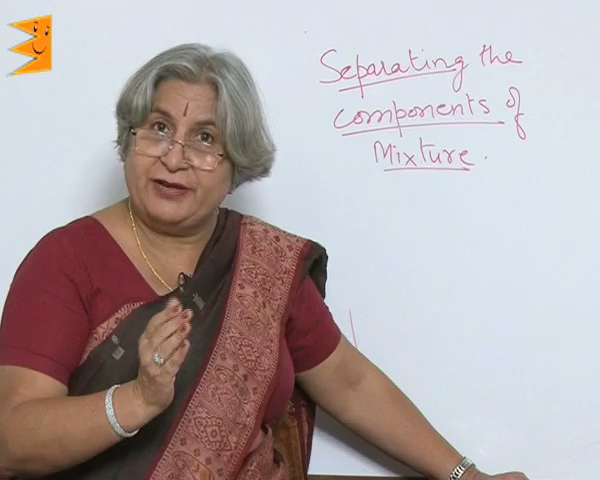 Separating the
components of
Mixture.